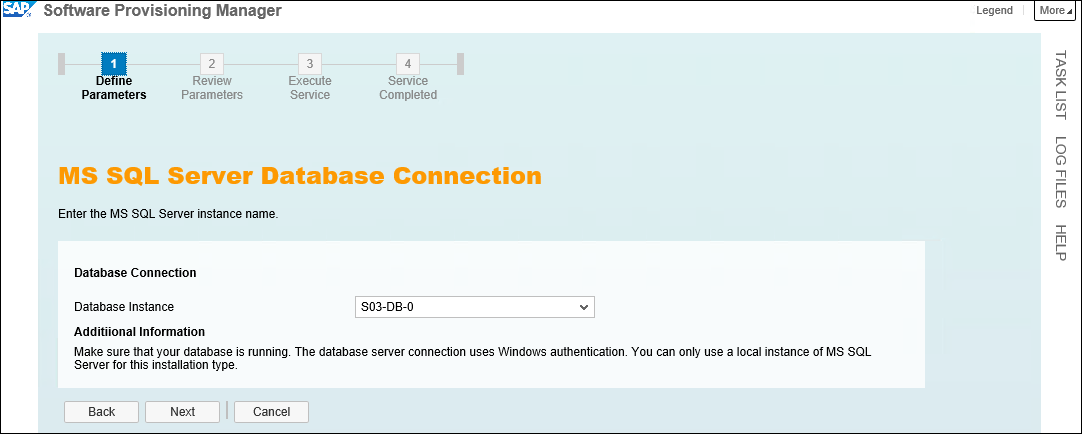 SAP Software Provisioning Manager
Legend
More
1
Define
Parameters
2
Review
Parameters
3
Execute
Service
4
Service
Completed
TASK LIST
LOG FILES
HELP
MS SQL Server Database Connection
Enter the MS SQL Server instance name.
Database Connection
Database Instance
S03-DB-0
Additiional Information
Make sure that your database is running. The database server connection uses Windows authentication. You can only use a local instance of MS SQL
Server for this installation type.
Back
Next
Cancel